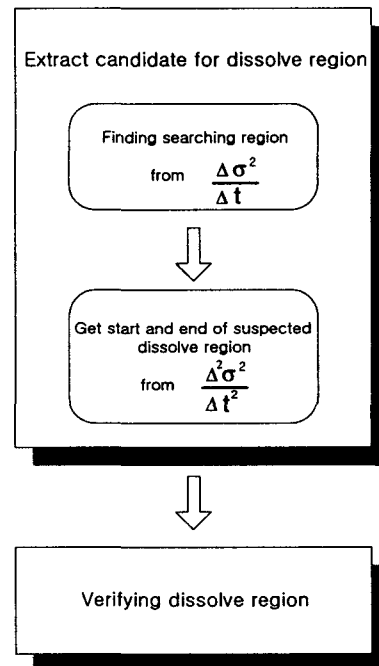 Extract candidate for dissolve region
Finding searching region
from Δσ²/Δt
Get start and end of suspected
dissolve region
from Δ²σ²/Δt²
Verifying dissolve region